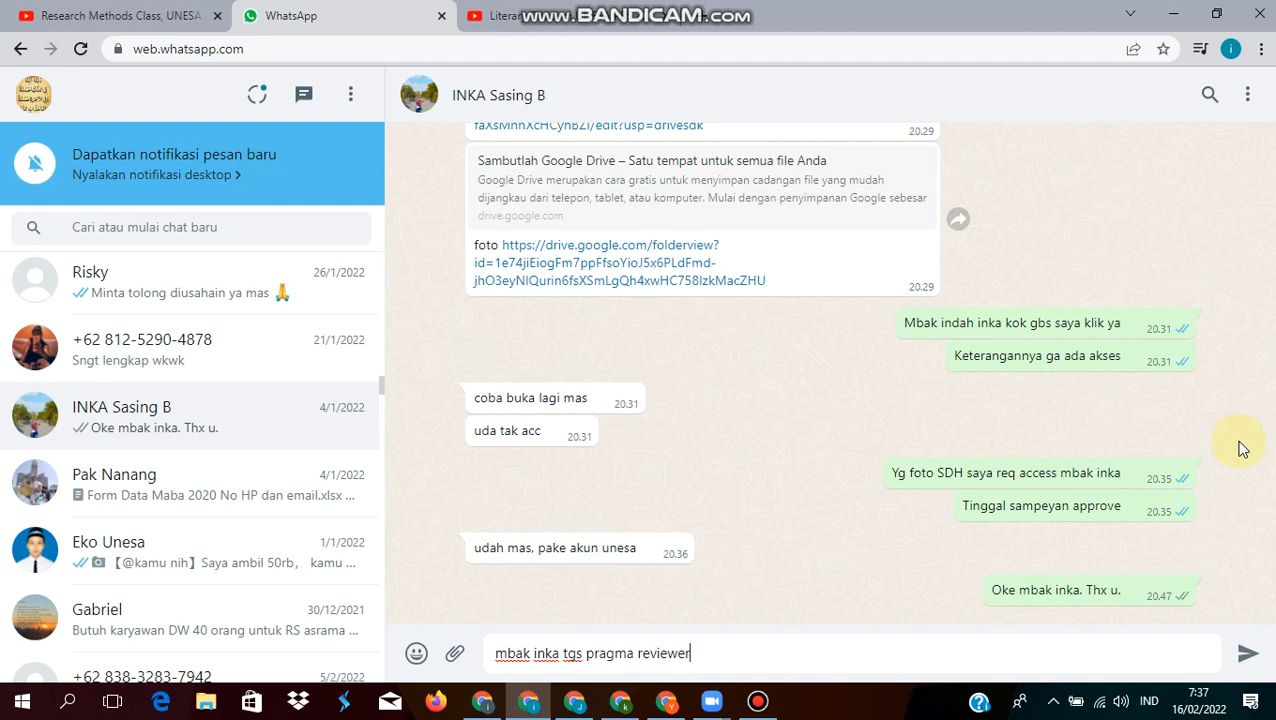 Research Methods Class, UNESA
WhatsApp
Litera
www.BANDICAM.com
web.whatsapp.com
i
INKA Sasing B
Dapatkan notifikasi pesan baru
Nyalakan notifikasi desktop >
Cari atau mulai chat baru
Risky
26/1/2022
Minta tolong diusahain ya mas 🙏
+62 812-5290-4878
21/1/2022
Sngt lengkap wkwk
INKA Sasing B
4/1/2022
Oke mbak inka. Thx u.
Pak Nanang
4/1/2022
Form Data Maba 2020 No HP dan email.xlsx ...
Eko Unesa
1/1/2022
【@kamu nih】Saya ambil 50rb， kamu ...
Gabriel
30/12/2021
Butuh karyawan DW 40 orang untuk RS asrama ...
+62 838-3283-7942
5/2/2022
faXsMnnXcHCynBZI/edit?usp=drivesdk
20.29
Sambutlah Google Drive – Satu tempat untuk semua file Anda
Google Drive merupakan cara gratis untuk menyimpan cadangan file yang mudah
dijangkau dari telepon, tablet, atau komputer. Mulai dengan penyimpanan Google sebesar
drive.google.com
foto https://drive.google.com/folderview?
id=1e74jiEiogFm7ppFfsoYioJ5x6PLdFmd-
jhO3eyNIQurin6fsXSmLgQh4xwHC758IzkMacZHU
20.29
Mbak indah inka kok gbs saya klik ya
20.31
Keterangannya ga ada akses
20.31
coba buka lagi mas
20.31
uda tak acc
20.31
Yg foto SDH saya req access mbak inka
20.35
Tinggal sampeyan approve
20.35
udah mas, pake akun unesa
20.36
Oke mbak inka. Thx u.
20.47
mbak inka tgs pragma reviewer
IND
7:37
16/02/2022